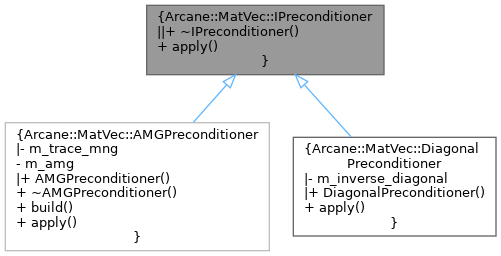 {Arcane::MatVec::IPreconditioner
||+ ~IPreconditioner()
+ apply()
}
{Arcane::MatVec::AMGPreconditioner
|- m_trace_mng
- m_amg
|+ AMGPreconditioner()
+ ~AMGPreconditioner()
+ build()
+ apply()
}
{Arcane::MatVec::Diagonal
Preconditioner
|- m_inverse_diagonal
|+ DiagonalPreconditioner()
+ apply()
}